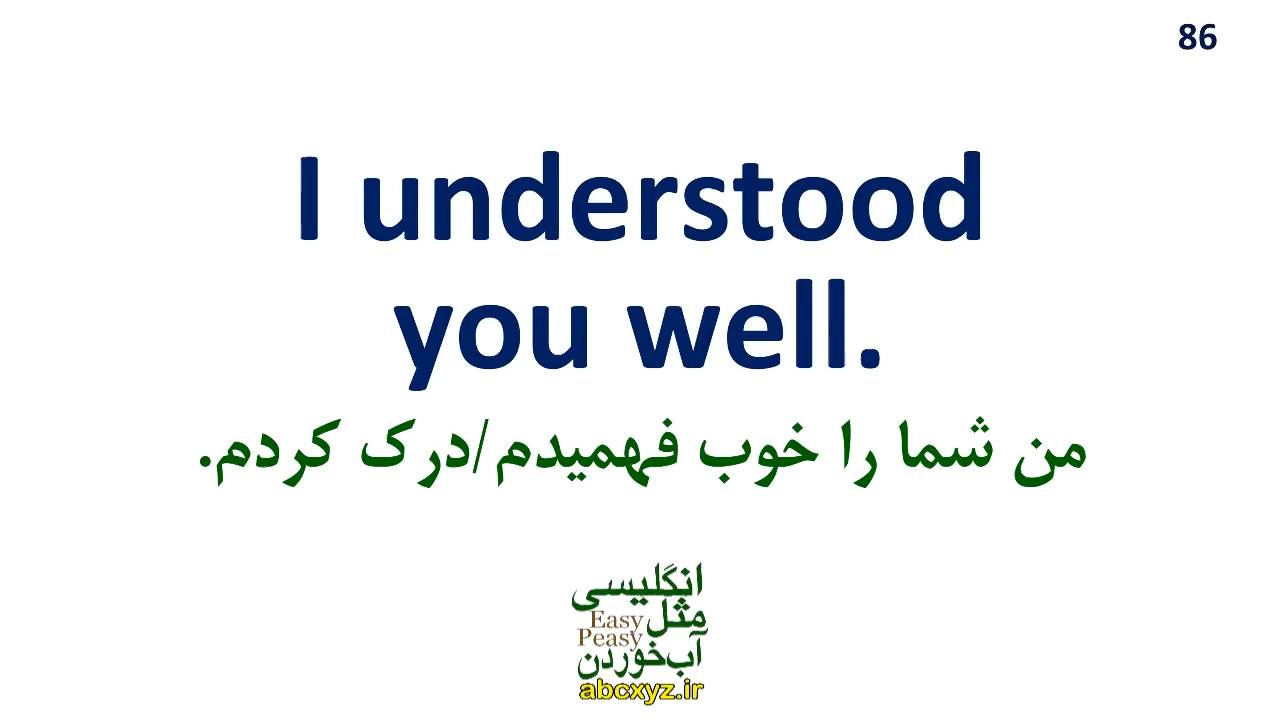 86
I understood
you well.
من شما را خوب فهمیدم/درک کردم.
انگلیسی
مثل
Easy
Peasy
آب‌خوردن
abcxyz.ir